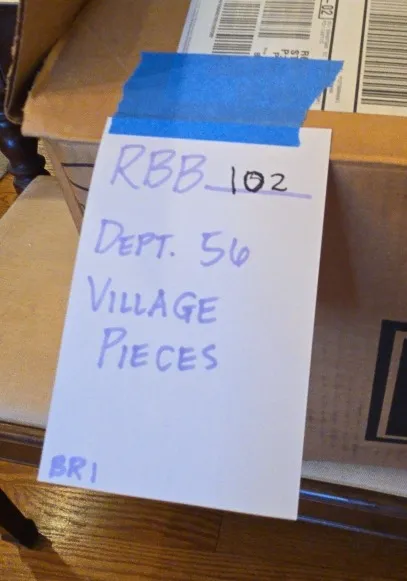 RBB 102
DEPT. 56
VILLAGE
PIECES
BR1